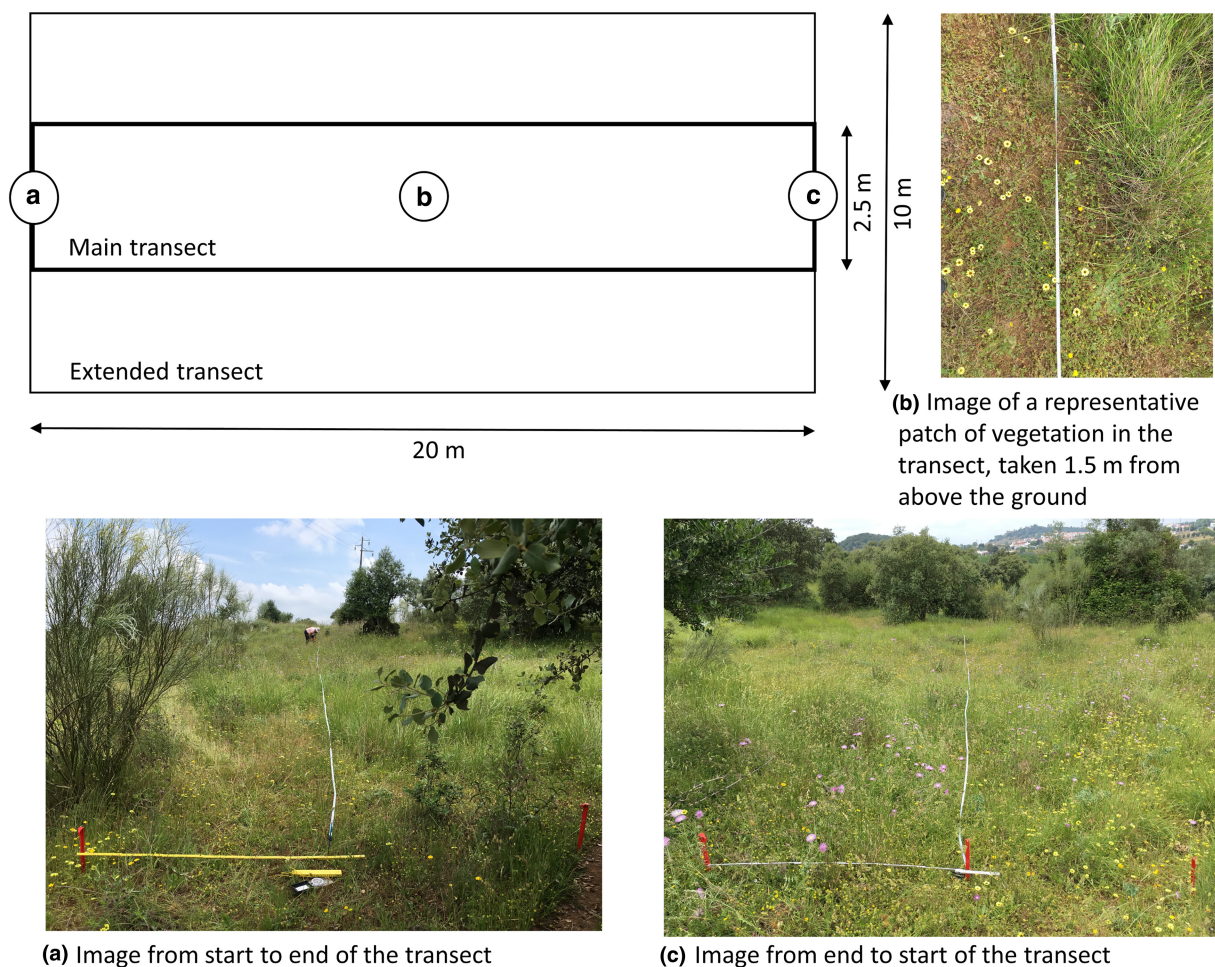 a
b
c
Main transect
Extended transect
2.5 m
10 m
20 m
(b) Image of a representative
patch of vegetation in the
transect, taken 1.5 m from
above the ground
(a) Image from start to end of the transect
(c) Image from end to start of the transect